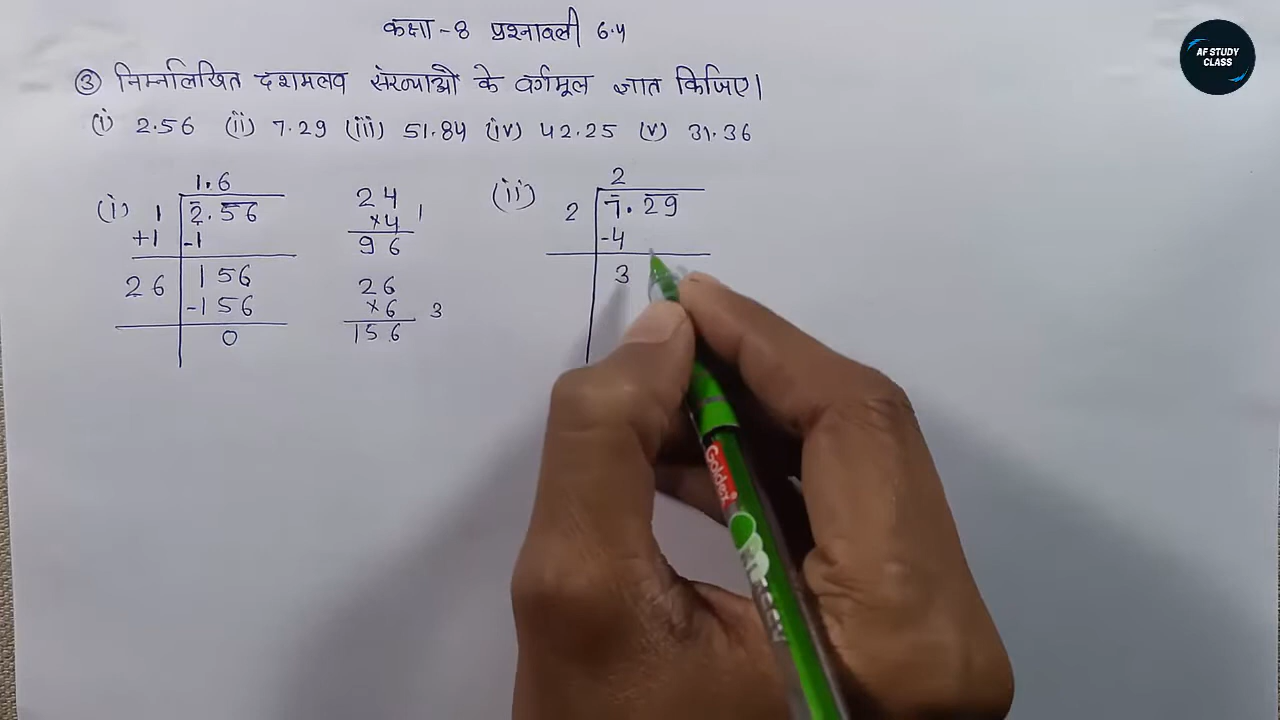 कक्षा -8 प्रश्नावली 6.4
③ निम्नलिखित दशमलव संख्याओं के वर्गमूल ज्ञात किजिए।
(i) 2.56 (ii) 7.29 (iii) 51.84 (iv) 42.25 (v) 31.36
(i) 1.6
1 2.56
+1 -1
26 156
-156
0
24
×4 1
96
26
×6 3
156
(ii) 2
2 7.29
-4
3
AF STUDY
CLASS
Goldex